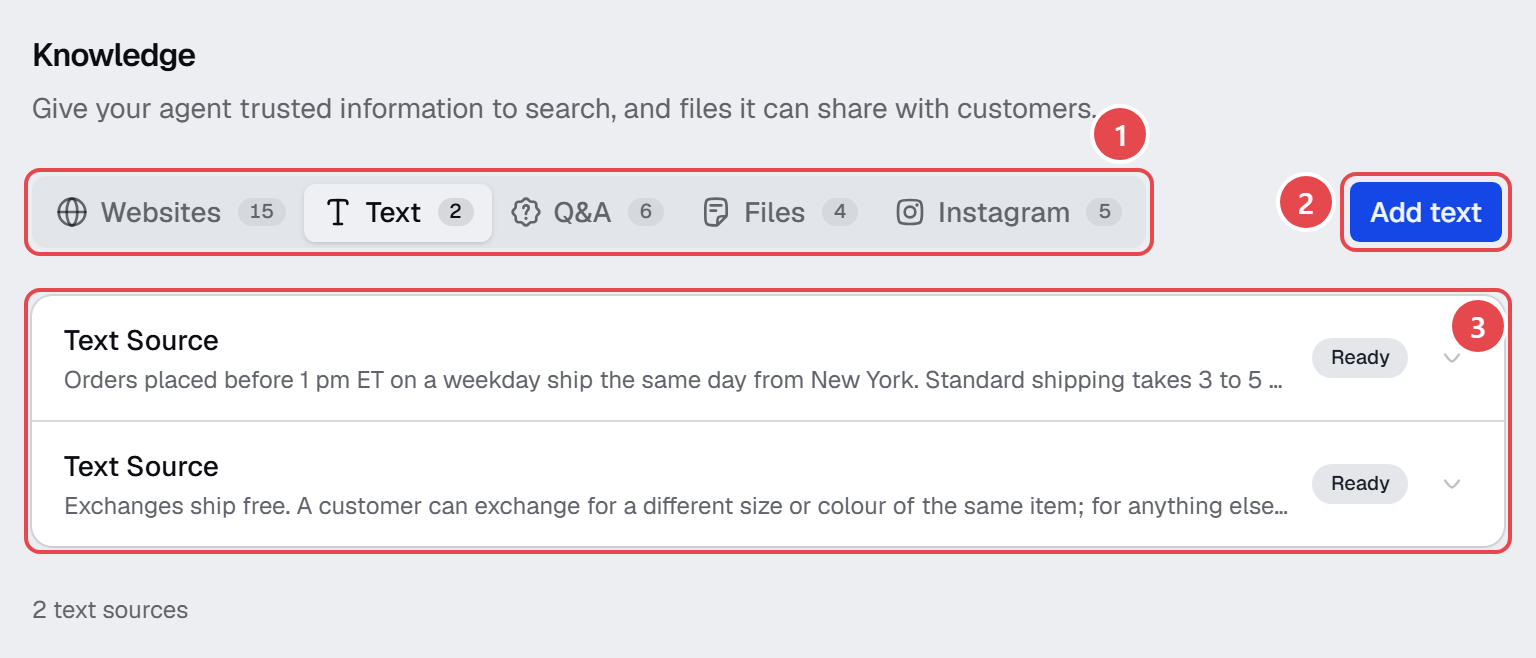 Knowledge
Give your agent trusted information to search, and files it can share with customers.
1
Websites 15 Text 2 Q&A 6 Files 4 Instagram 5
2
Add text
3
Text Source
Orders placed before 1 pm ET on a weekday ship the same day from New York. Standard shipping takes 3 to 5 ...
Ready
Text Source
Exchanges ship free. A customer can exchange for a different size or colour of the same item; for anything else...
Ready
2 text sources